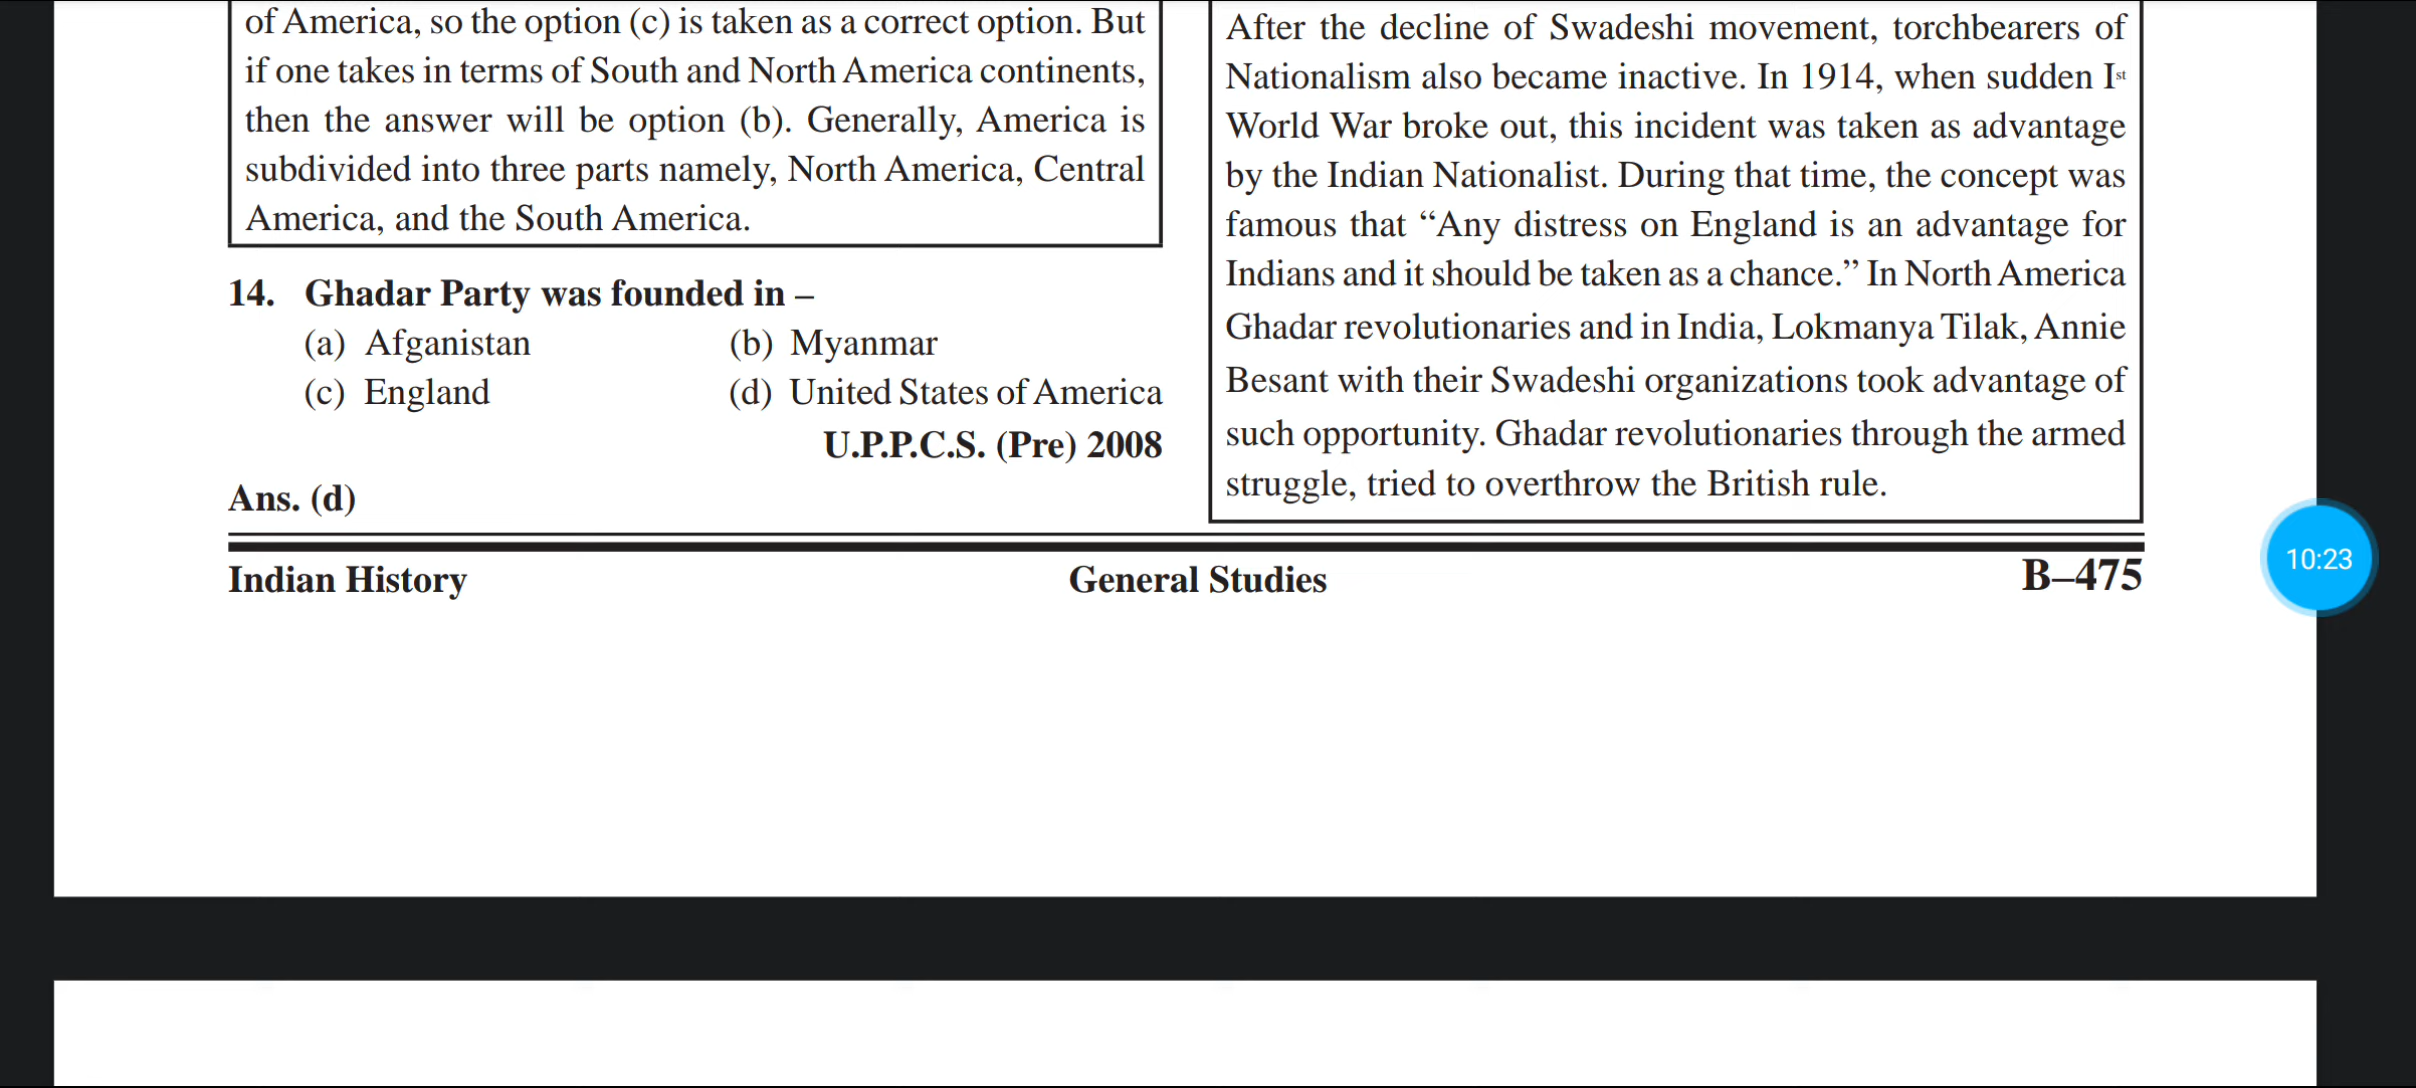 of America, so the option (c) is taken as a correct option. But
if one takes in terms of South and North America continents,
then the answer will be option (b). Generally, America is
subdivided into three parts namely, North America, Central
America, and the South America.
14. Ghadar Party was founded in –
(a) Afganistan (b) Myanmar
(c) England (d) United States of America
U.P.P.C.S. (Pre) 2008
Ans. (d)
After the decline of Swadeshi movement, torchbearers of
Nationalism also became inactive. In 1914, when sudden Ist
World War broke out, this incident was taken as advantage
by the Indian Nationalist. During that time, the concept was
famous that “Any distress on England is an advantage for
Indians and it should be taken as a chance.” In North America
Ghadar revolutionaries and in India, Lokmanya Tilak, Annie
Besant with their Swadeshi organizations took advantage of
such opportunity. Ghadar revolutionaries through the armed
struggle, tried to overthrow the British rule.
Indian History General Studies B–475
10:23